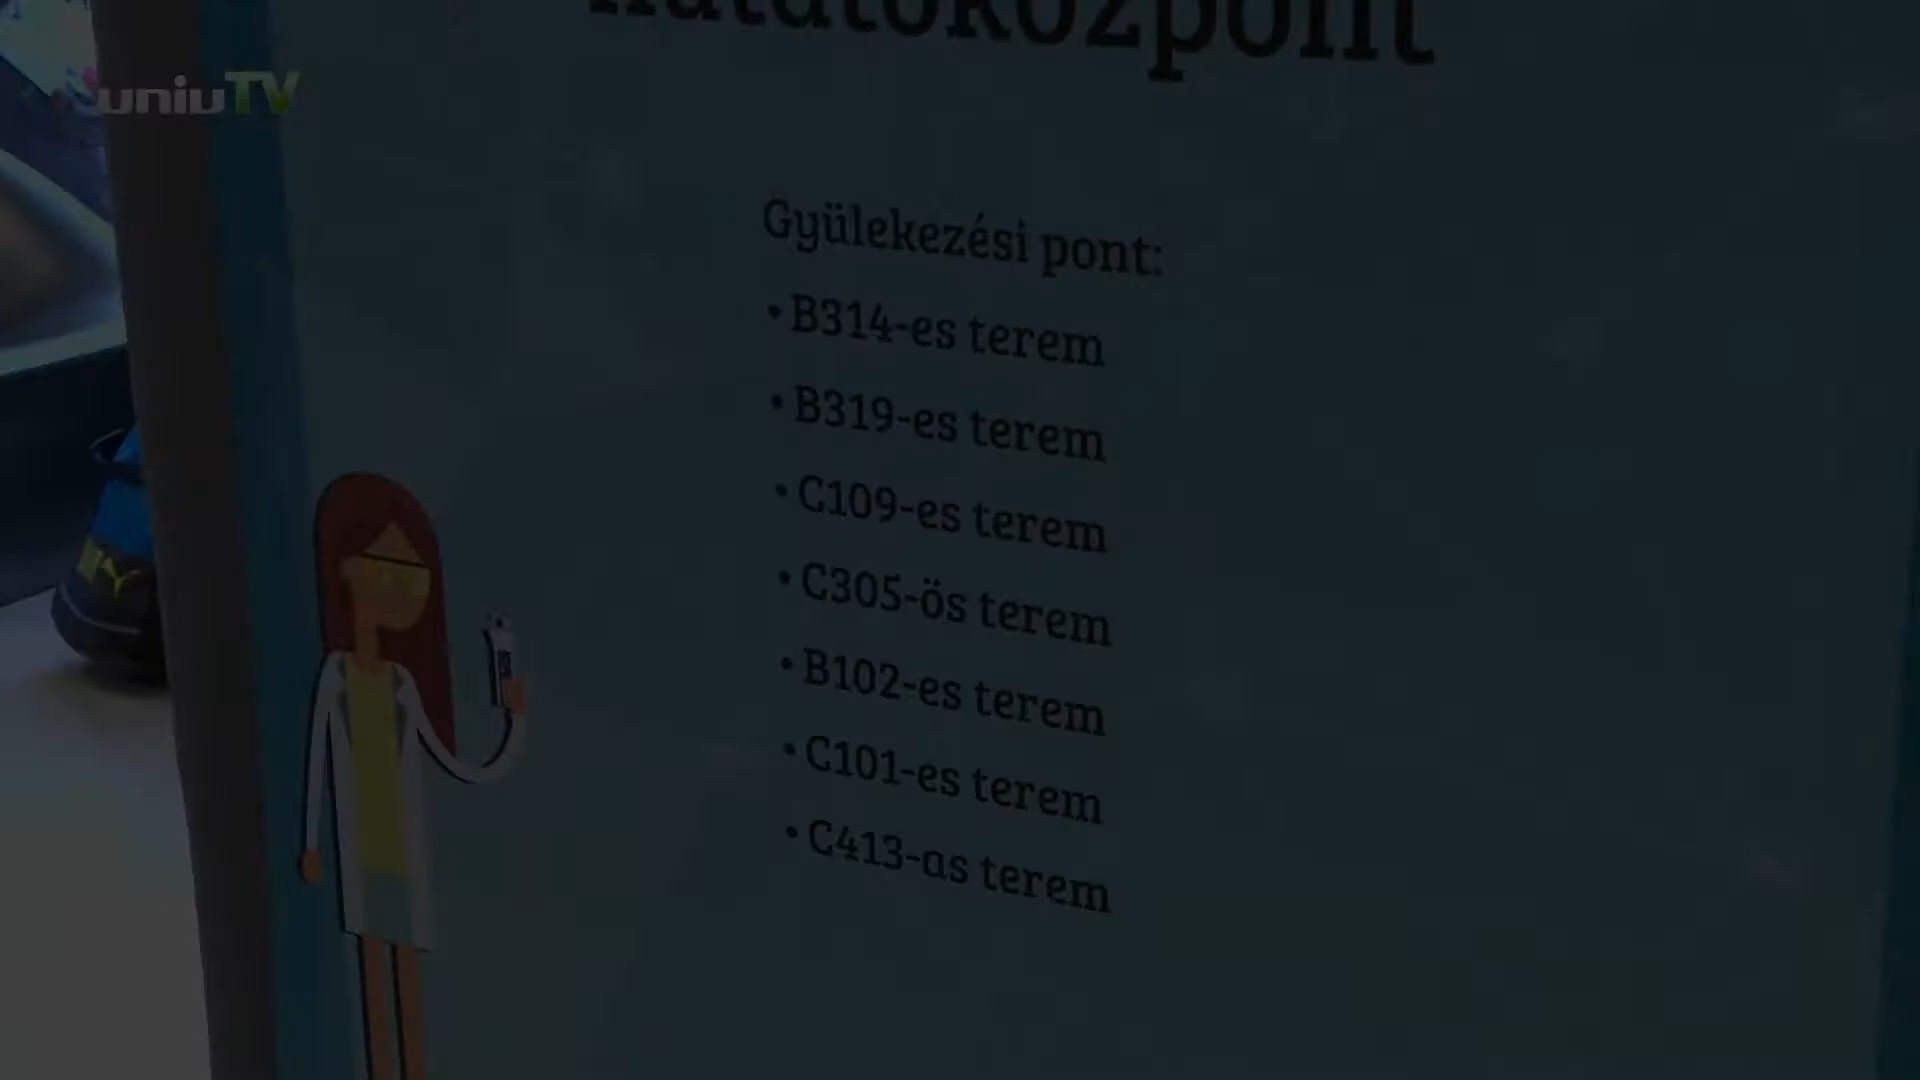 uniuTV
Gyülekezési pont:
• B314-es terem
• B319-es terem
• C109-es terem
• C305-ös terem
• B102-es terem
• C101-es terem
• C413-as terem